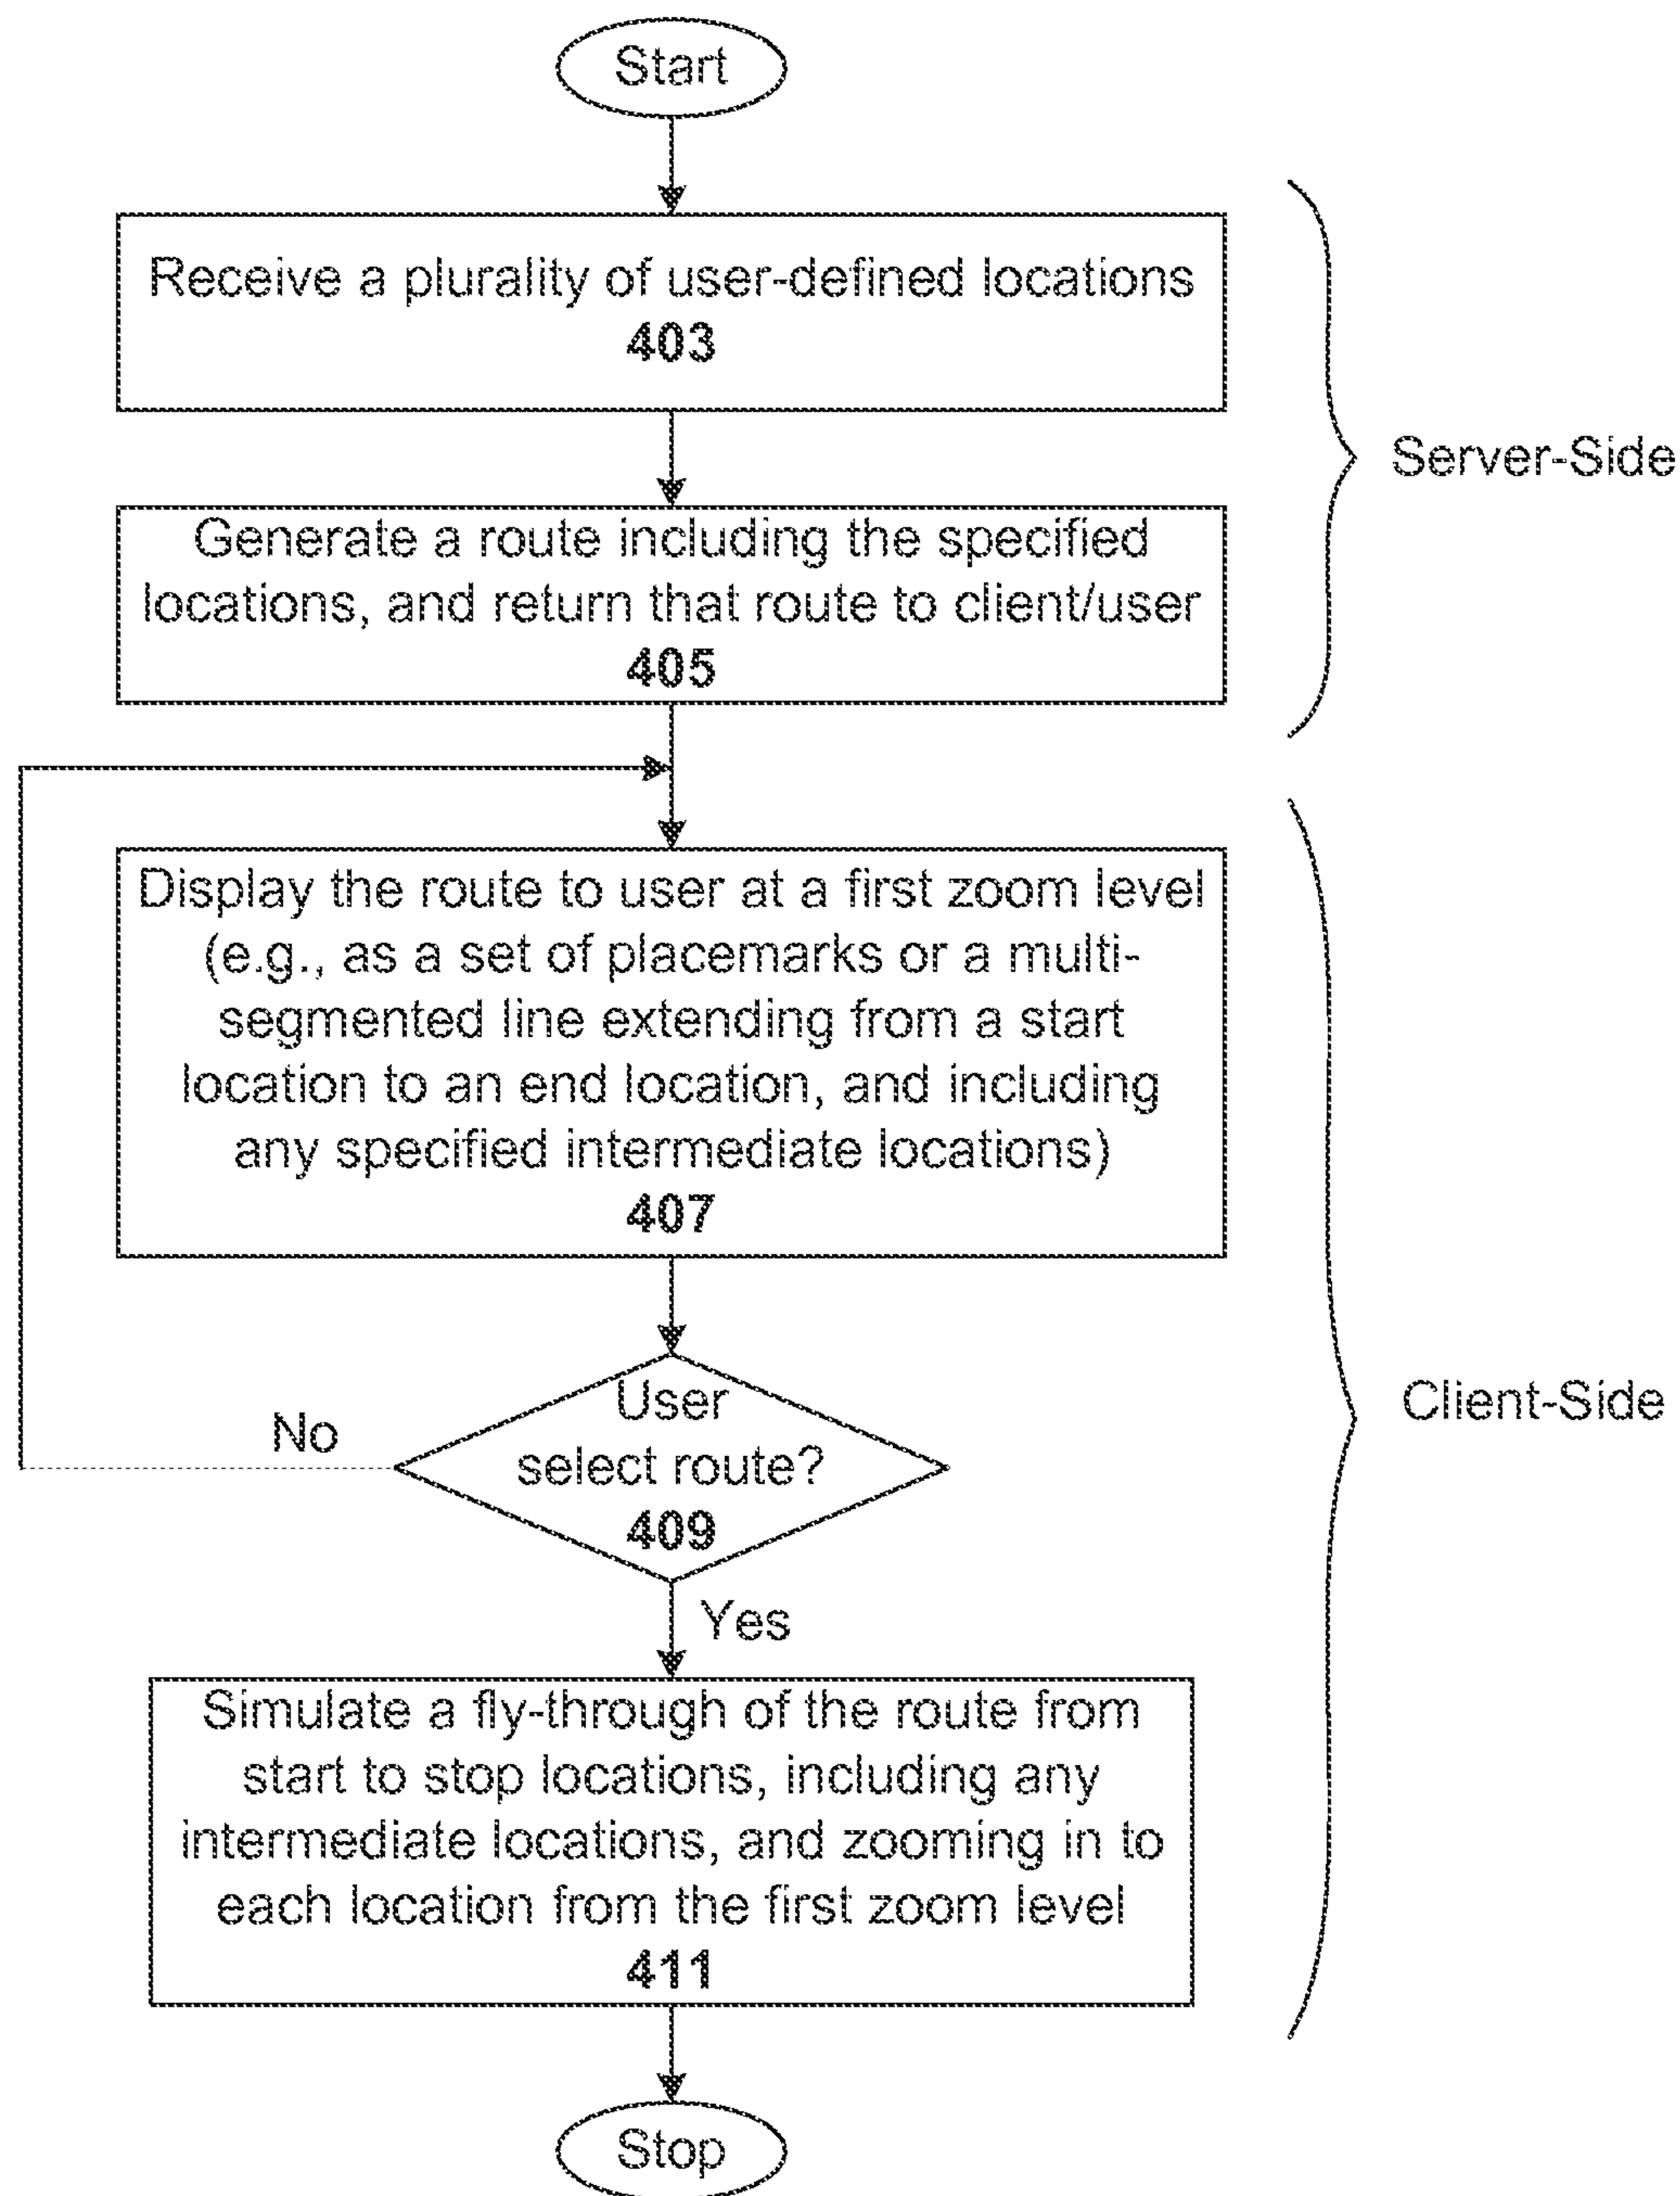 Start
Receive a plurality of user-defined locations
403
Server-Side
Generate a route including the specified
locations, and return that route to client/user
405
Display the route to user at a first zoom level
(e.g., as a set of placemarks or a multi-
segmented line extending from a start
location to an end location, and including
any specified intermediate locations)
407
Client-Side
User
select route?
409
No
Yes
Simulate a fly-through of the route from
start to stop locations, including any
intermediate locations, and zooming in to
each location from the first zoom level
411
Stop